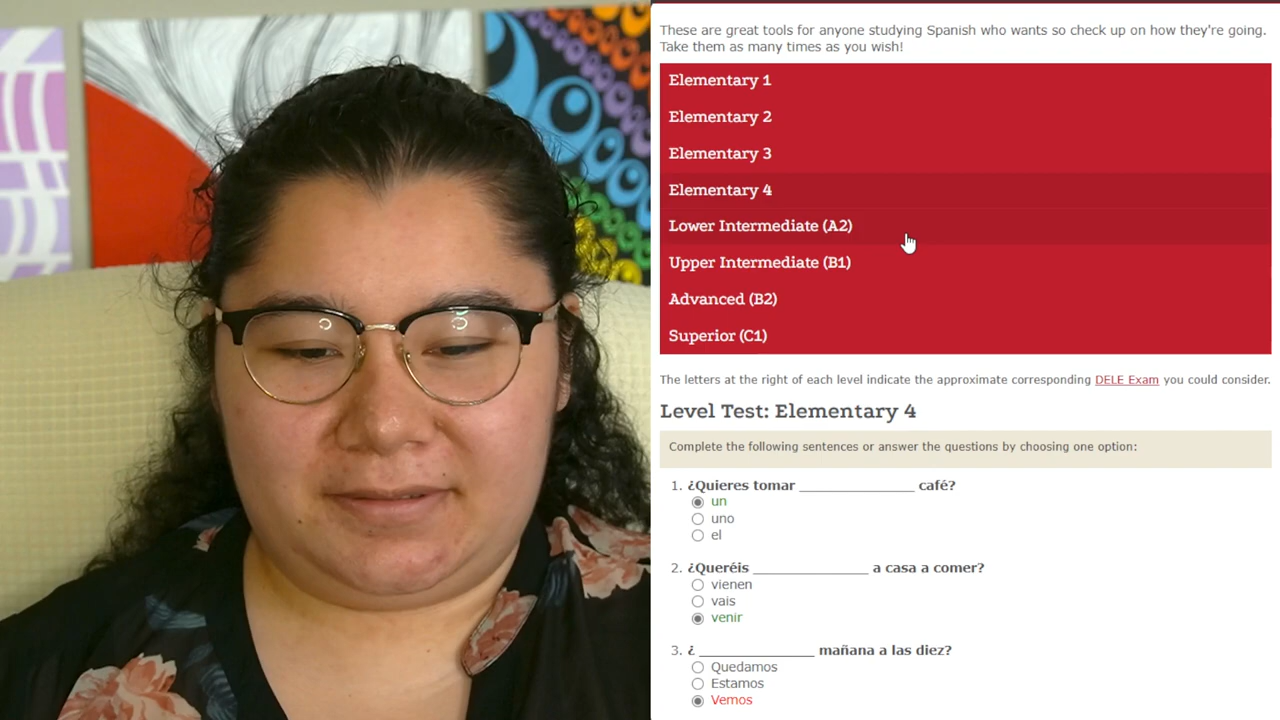 These are great tools for anyone studying Spanish who wants so check up on how they're going.
Take them as many times as you wish!
Elementary 1
Elementary 2
Elementary 3
Elementary 4
Lower Intermediate (A2)
Upper Intermediate (B1)
Advanced (B2)
Superior (C1)
The letters at the right of each level indicate the approximate corresponding DELE Exam you could consider.
Level Test: Elementary 4
Complete the following sentences or answer the questions by choosing one option:
1. ¿Quieres tomar _______________ café?
un
uno
el
2. ¿Queréis _______________ a casa a comer?
vienen
vais
venir
3. ¿ _______________ mañana a las diez?
Quedamos
Estamos
Vemos